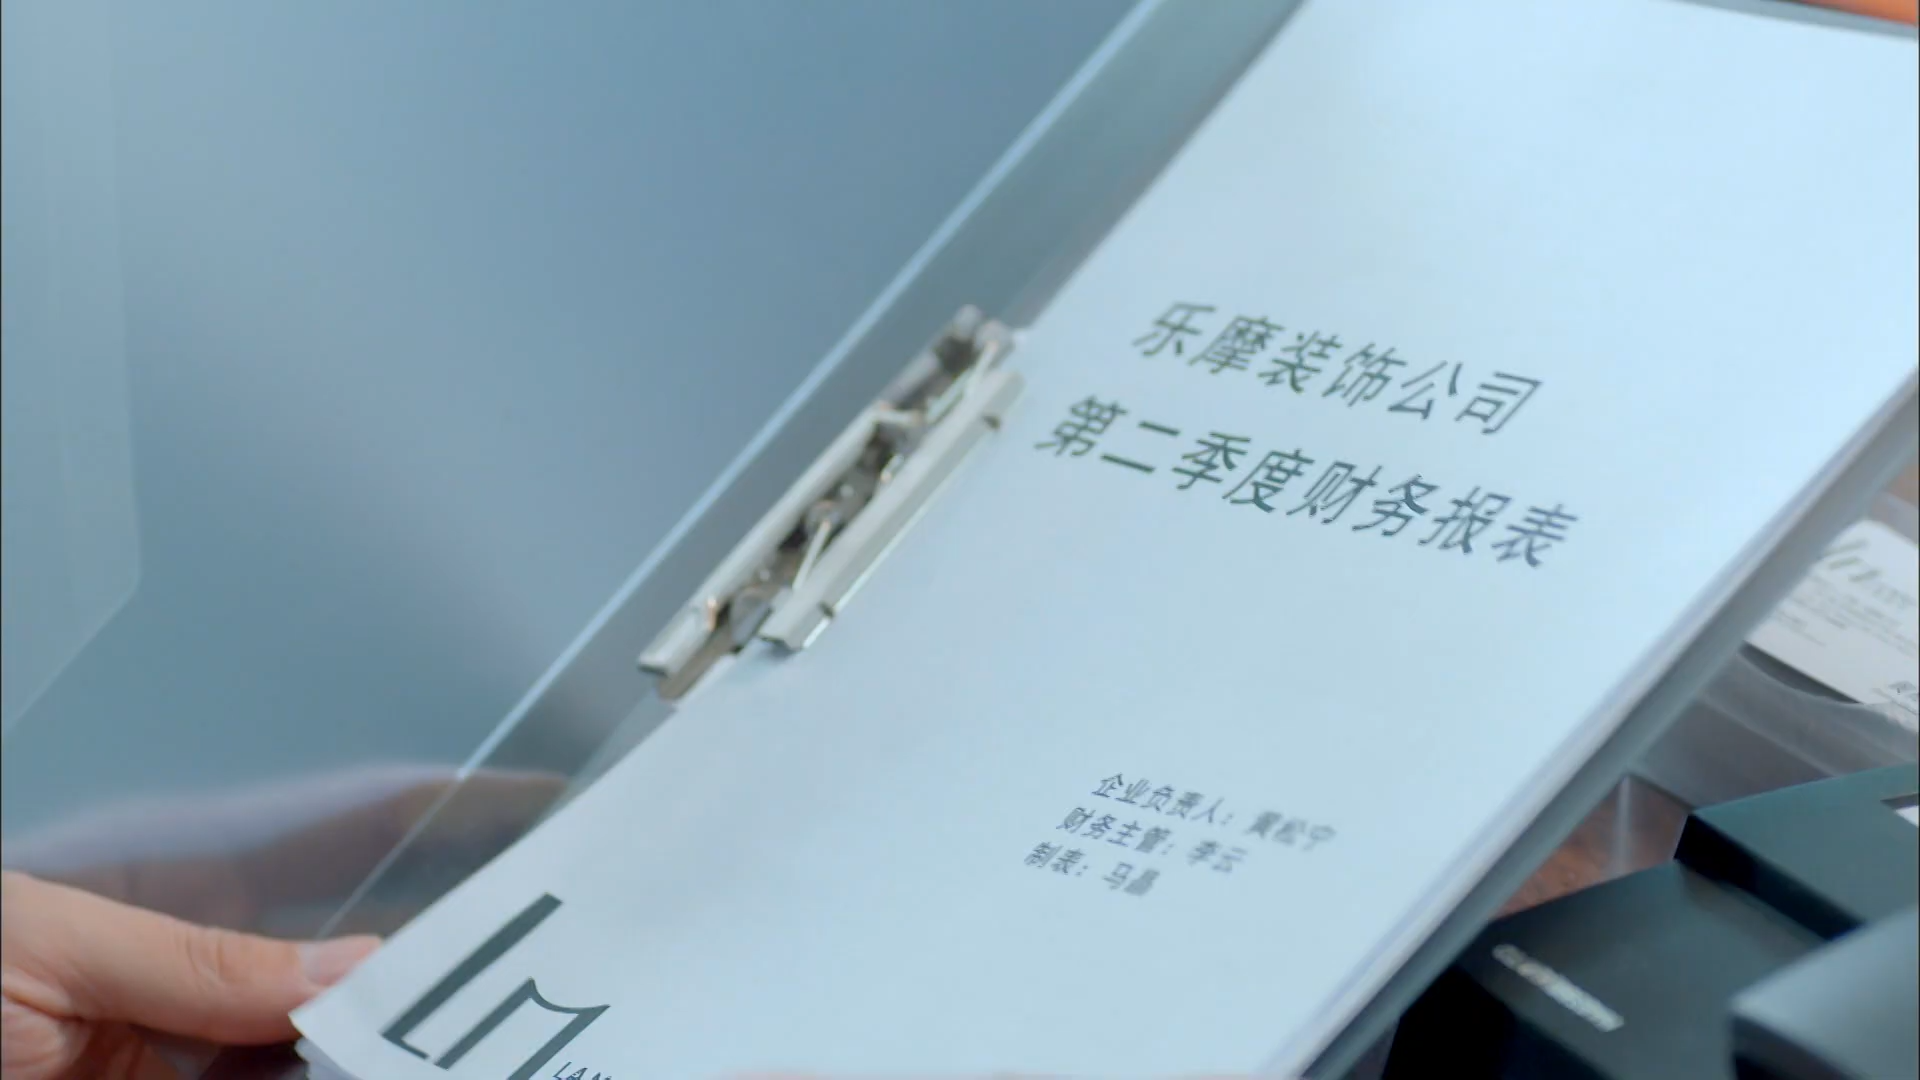 乐摩装饰公司
第二季度财务报表
企业负责人：黄松宁
财务主管：李云
制表：马晶